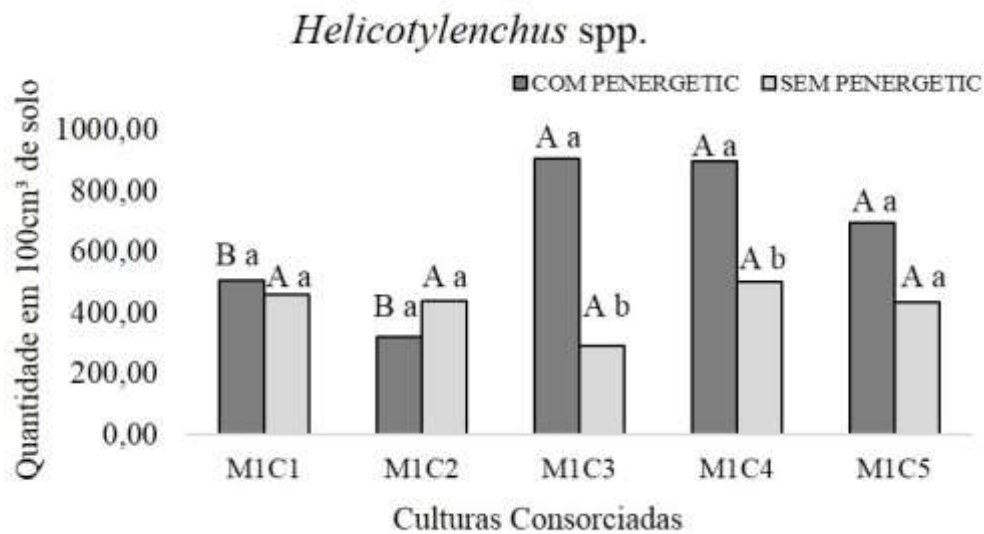 Helicotylenchus spp.
COM PENERGETIC SEM PENERGETIC
Quantidade em 100cm³ de solo
1000,00
800,00
600,00
400,00
200,00
0,00
B a
A a
B a
A a
A a
A b
A a
A b
A a
A a
M1C1 M1C2 M1C3 M1C4 M1C5
Culturas Consorciadas